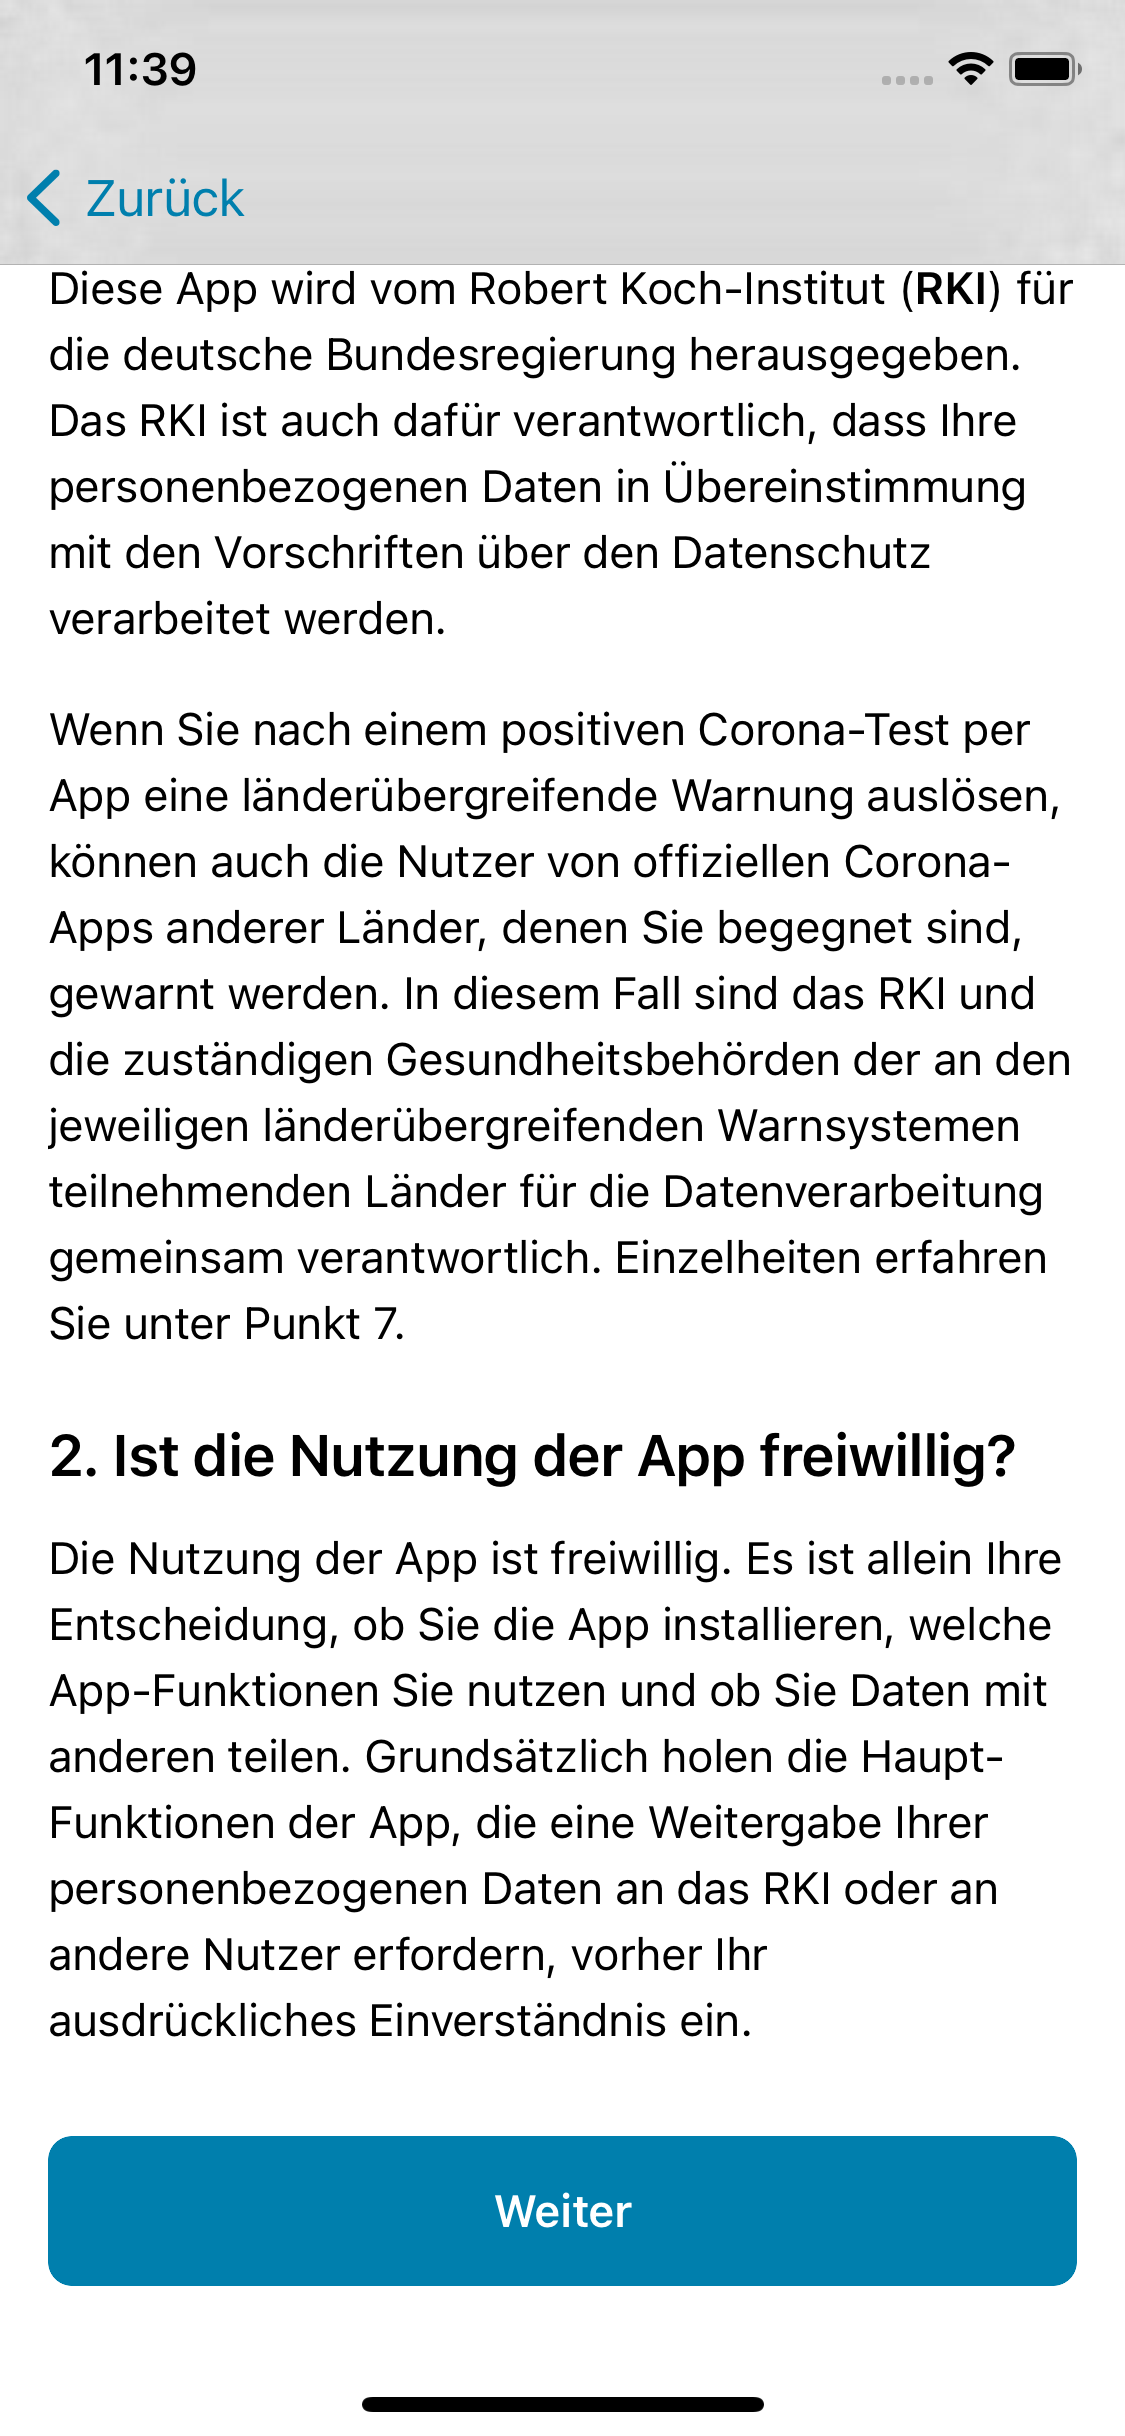 11:39
Zurück
Diese App wird vom Robert Koch-Institut (RKI) für
die deutsche Bundesregierung herausgegeben.
Das RKI ist auch dafür verantwortlich, dass Ihre
personenbezogenen Daten in Übereinstimmung
mit den Vorschriften über den Datenschutz
verarbeitet werden.
Wenn Sie nach einem positiven Corona-Test per
App eine länderübergreifende Warnung auslösen,
können auch die Nutzer von offiziellen Corona-
Apps anderer Länder, denen Sie begegnet sind,
gewarnt werden. In diesem Fall sind das RKI und
die zuständigen Gesundheitsbehörden der an den
jeweiligen länderübergreifenden Warnsystemen
teilnehmenden Länder für die Datenverarbeitung
gemeinsam verantwortlich. Einzelheiten erfahren
Sie unter Punkt 7.
2. Ist die Nutzung der App freiwillig?
Die Nutzung der App ist freiwillig. Es ist allein Ihre
Entscheidung, ob Sie die App installieren, welche
App-Funktionen Sie nutzen und ob Sie Daten mit
anderen teilen. Grundsätzlich holen die Haupt-
Funktionen der App, die eine Weitergabe Ihrer
personenbezogenen Daten an das RKI oder an
andere Nutzer erfordern, vorher Ihr
ausdrückliches Einverständnis ein.
Weiter